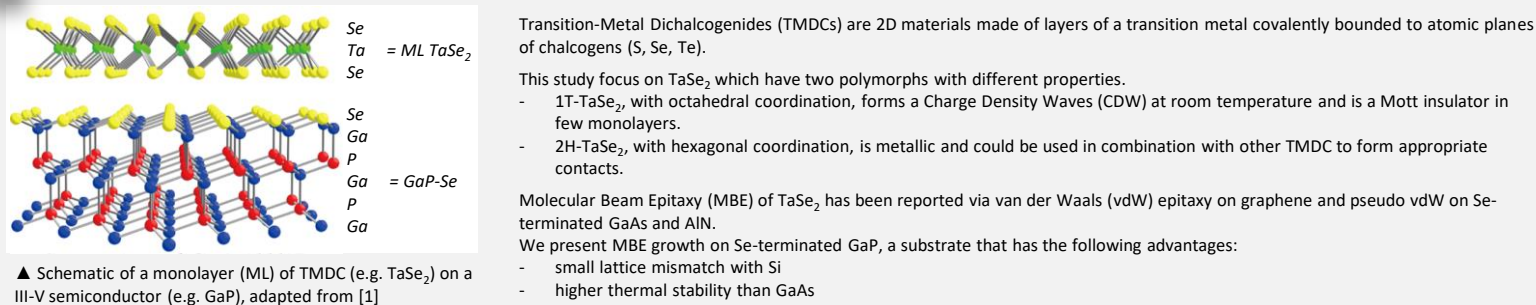 Se
Ta = ML TaSe2
Se
Se
Ga
P
Ga = GaP-Se
P
Ga
▲ Schematic of a monolayer (ML) of TMDC (e.g. TaSe2) on a
III-V semiconductor (e.g. GaP), adapted from [1]
Transition-Metal Dichalcogenides (TMDCs) are 2D materials made of layers of a transition metal covalently bounded to atomic planes
of chalcogens (S, Se, Te).
This study focus on TaSe2 which have two polymorphs with different properties.
- 1T-TaSe2, with octahedral coordination, forms a Charge Density Waves (CDW) at room temperature and is a Mott insulator in
few monolayers.
- 2H-TaSe2, with hexagonal coordination, is metallic and could be used in combination with other TMDC to form appropriate
contacts.
Molecular Beam Epitaxy (MBE) of TaSe2 has been reported via van der Waals (vdW) epitaxy on graphene and pseudo vdW on Se-
terminated GaAs and AlN.
We present MBE growth on Se-terminated GaP, a substrate that has the following advantages:
- small lattice mismatch with Si
- higher thermal stability than GaAs